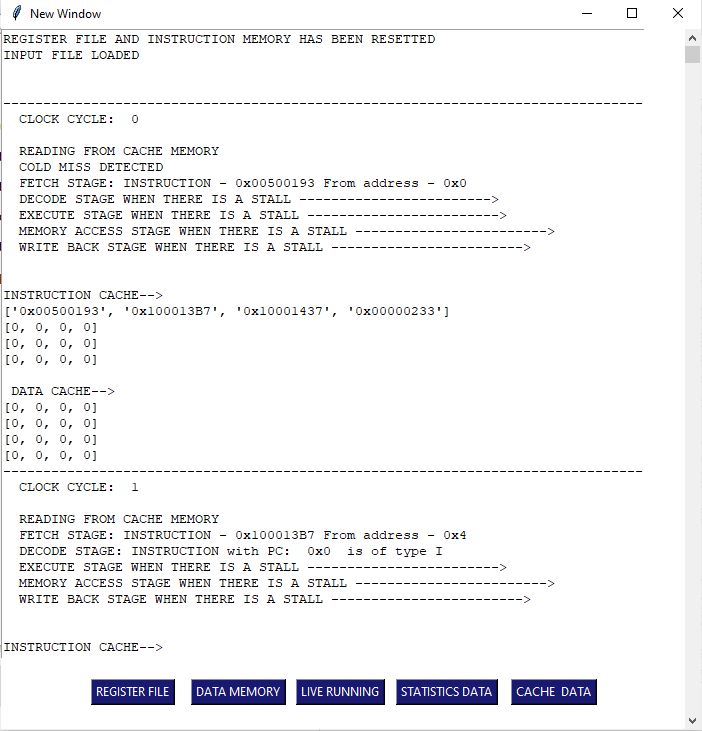 New Window
REGISTER FILE AND INSTRUCTION MEMORY HAS BEEN RESETTED
INPUT FILE LOADED
--------------------------------------------------------------------------------
CLOCK CYCLE:  0
READING FROM CACHE MEMORY
COLD MISS DETECTED
FETCH STAGE: INSTRUCTION - 0x00500193 From address - 0x0
DECODE STAGE WHEN THERE IS A STALL ------------------------>
EXECUTE STAGE WHEN THERE IS A STALL ------------------------>
MEMORY ACCESS STAGE WHEN THERE IS A STALL ------------------------>
WRITE BACK STAGE WHEN THERE IS A STALL ------------------------>
INSTRUCTION CACHE-->
['0x00500193', '0x100013B7', '0x10001437', '0x00000233']
[0, 0, 0, 0]
[0, 0, 0, 0]
[0, 0, 0, 0]
DATA CACHE-->
[0, 0, 0, 0]
[0, 0, 0, 0]
[0, 0, 0, 0]
[0, 0, 0, 0]
--------------------------------------------------------------------------------
CLOCK CYCLE:  1
READING FROM CACHE MEMORY
FETCH STAGE: INSTRUCTION - 0x100013B7 From address - 0x4
DECODE STAGE: INSTRUCTION with PC:  0x0  is of type I
EXECUTE STAGE WHEN THERE IS A STALL ------------------------>
MEMORY ACCESS STAGE WHEN THERE IS A STALL ------------------------>
WRITE BACK STAGE WHEN THERE IS A STALL ------------------------>
INSTRUCTION CACHE-->
REGISTER FILE DATA MEMORY LIVE RUNNING STATISTICS DATA CACHE  DATA